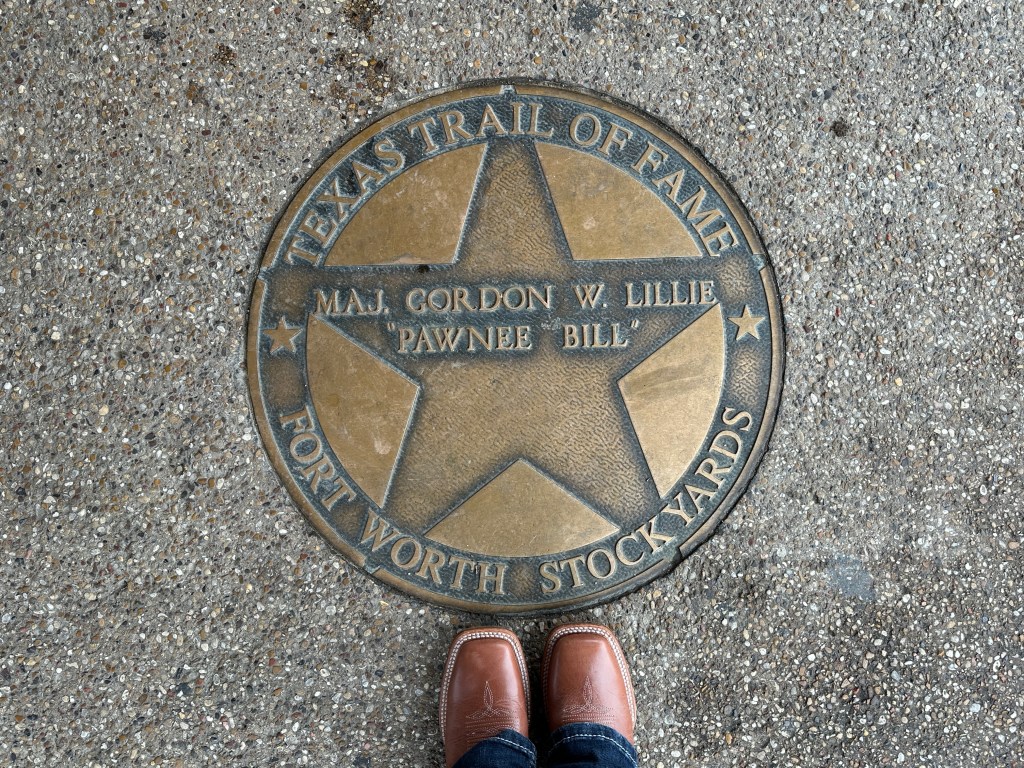 TEXAS TRAIL OF FAME
MAJ. GORDON W. LILLIE
"PAWNEE BILL"
FORT WORTH STOCKYARDS